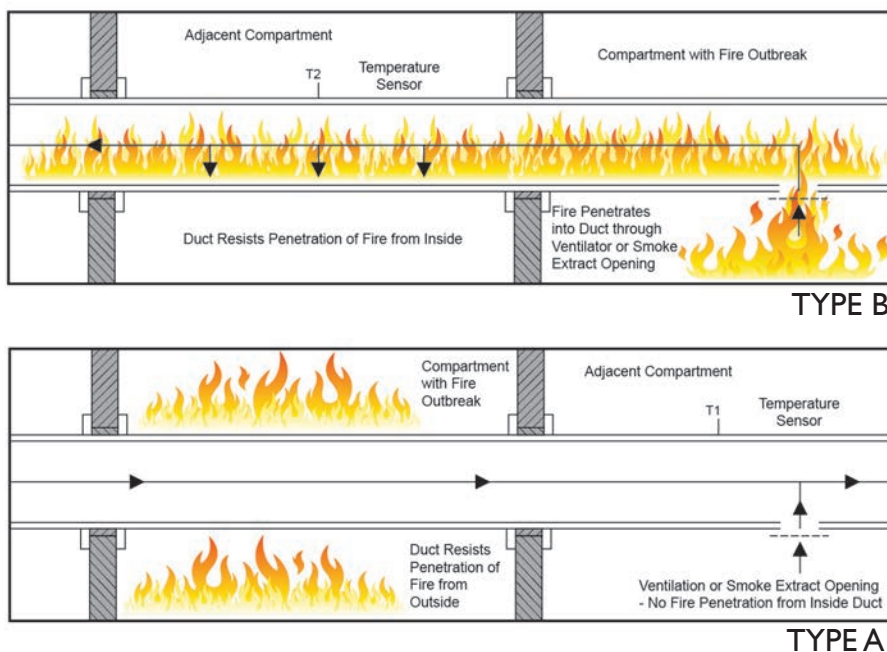 Adjacent Compartment
Compartment with Fire Outbreak
Temperature
Sensor
T2
Duct Resists Penetration of Fire from Inside
Fire Penetrates
into Duct through
Ventilator or Smoke
Extract Opening
TYPE B
Compartment
with Fire
Outbreak
Adjacent Compartment
T1
Temperature
Sensor
Duct Resists
Penetration of
Fire from
Outside
Ventilation or Smoke Extract Opening
- No Fire Penetration from Inside Duct
TYPE A